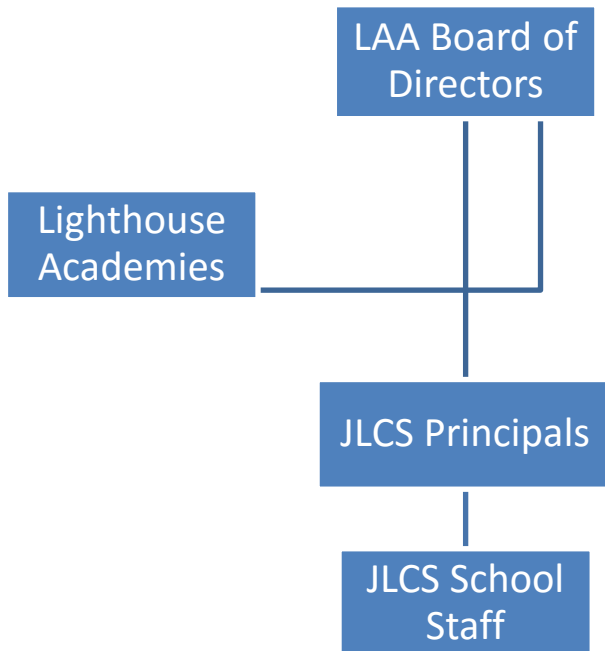 LAA Board of
Directors
Lighthouse
Academies
JLCS Principals
JLCS School
Staff